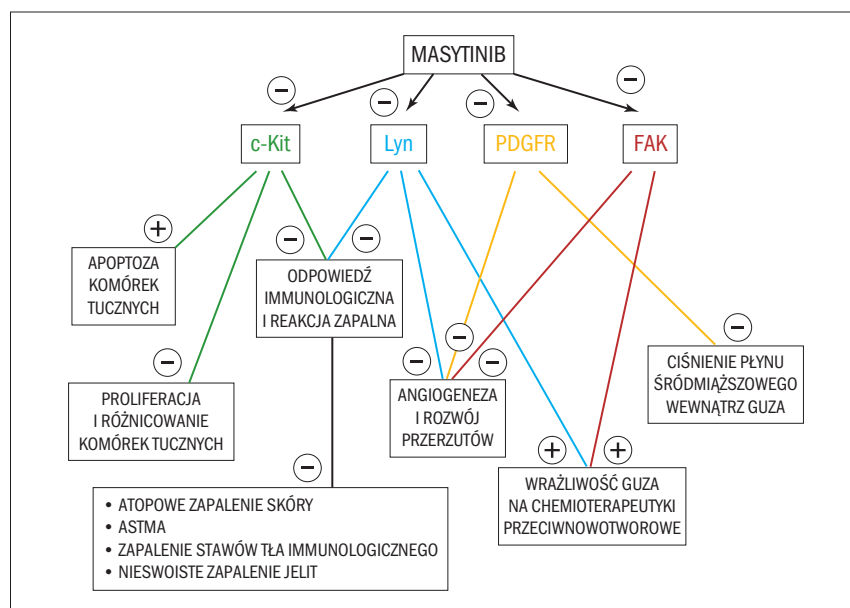 MASYTINIB
− − − −
c-Kit Lyn PDGFR FAK
+
APOPTOZA
KOMÓREK
TUCZNYCH
− −
ODPOWIEDŹ
IMMUNOLOGICZNA
I REAKCJA ZAPALNA
−
CIŚNIENIE PŁYNU
ŚRÓDMIĄŻSZOWEGO
WEWNĄTRZ GUZA
−
PROLIFERACJA
I RÓŻNICOWANIE
KOMÓREK TUCZNYCH
− − −
ANGIOGENEZA
I ROZWÓJ
PRZERZUTÓW
+ +
WRAŻLIWOŚĆ GUZA
NA CHEMIOTERAPEUTYKI
PRZECIWNOWOTWOROWE
−
• ATOPOWE ZAPALENIE SKÓRY
• ASTMA
• ZAPALENIE STAWÓW TŁA IMMUNOLOGICZNEGO
• NIESWOISTE ZAPALENIE JELIT